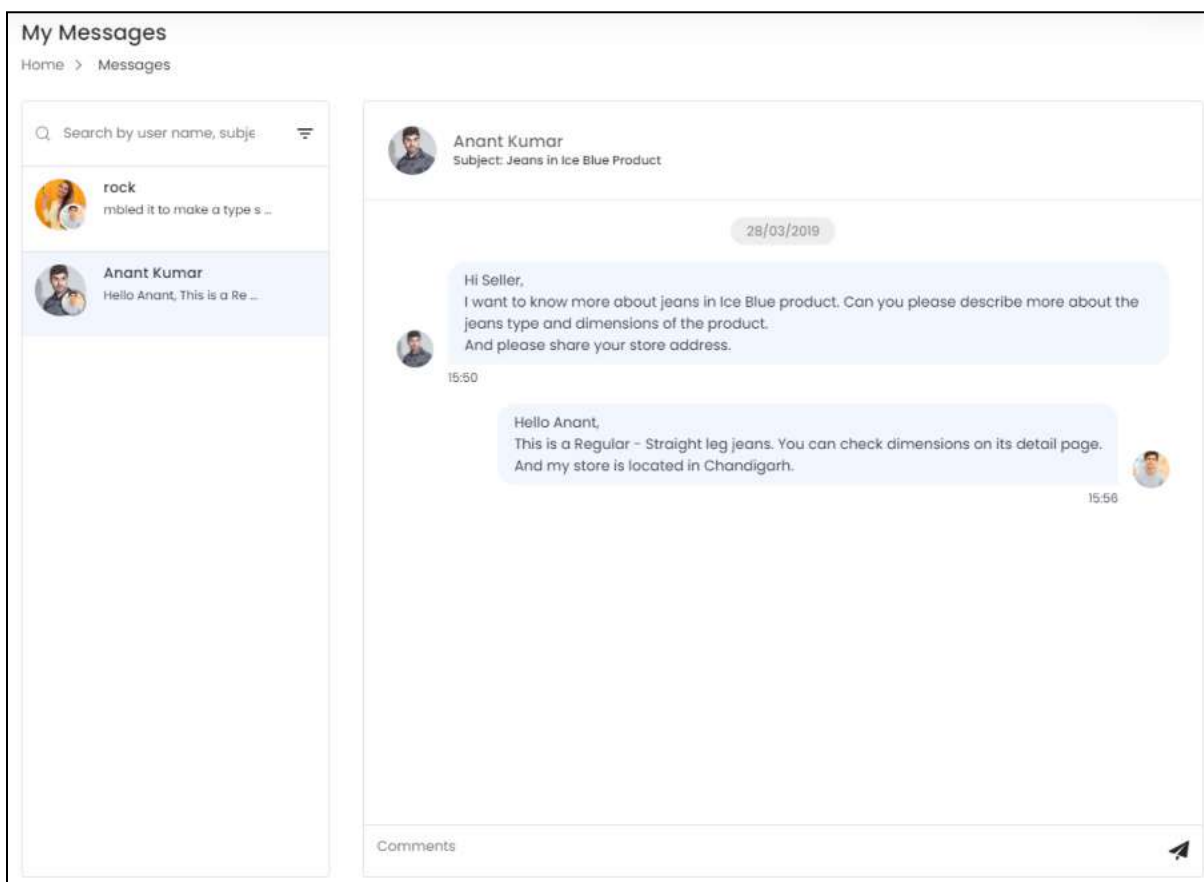 My Messages
Home > Messages
Search by user name, subje
rock
mbled it to make a type s ...
Anant Kumar
Hello Anant, This is a Re ...
Anant Kumar
Subject: Jeans in Ice Blue Product
28/03/2019
Hi Seller,
I want to know more about jeans in Ice Blue product. Can you please describe more about the
jeans type and dimensions of the product.
And please share your store address.
15:50
Hello Anant,
This is a Regular - Straight leg jeans. You can check dimensions on its detail page.
And my store is located in Chandigarh.
15:56
Comments